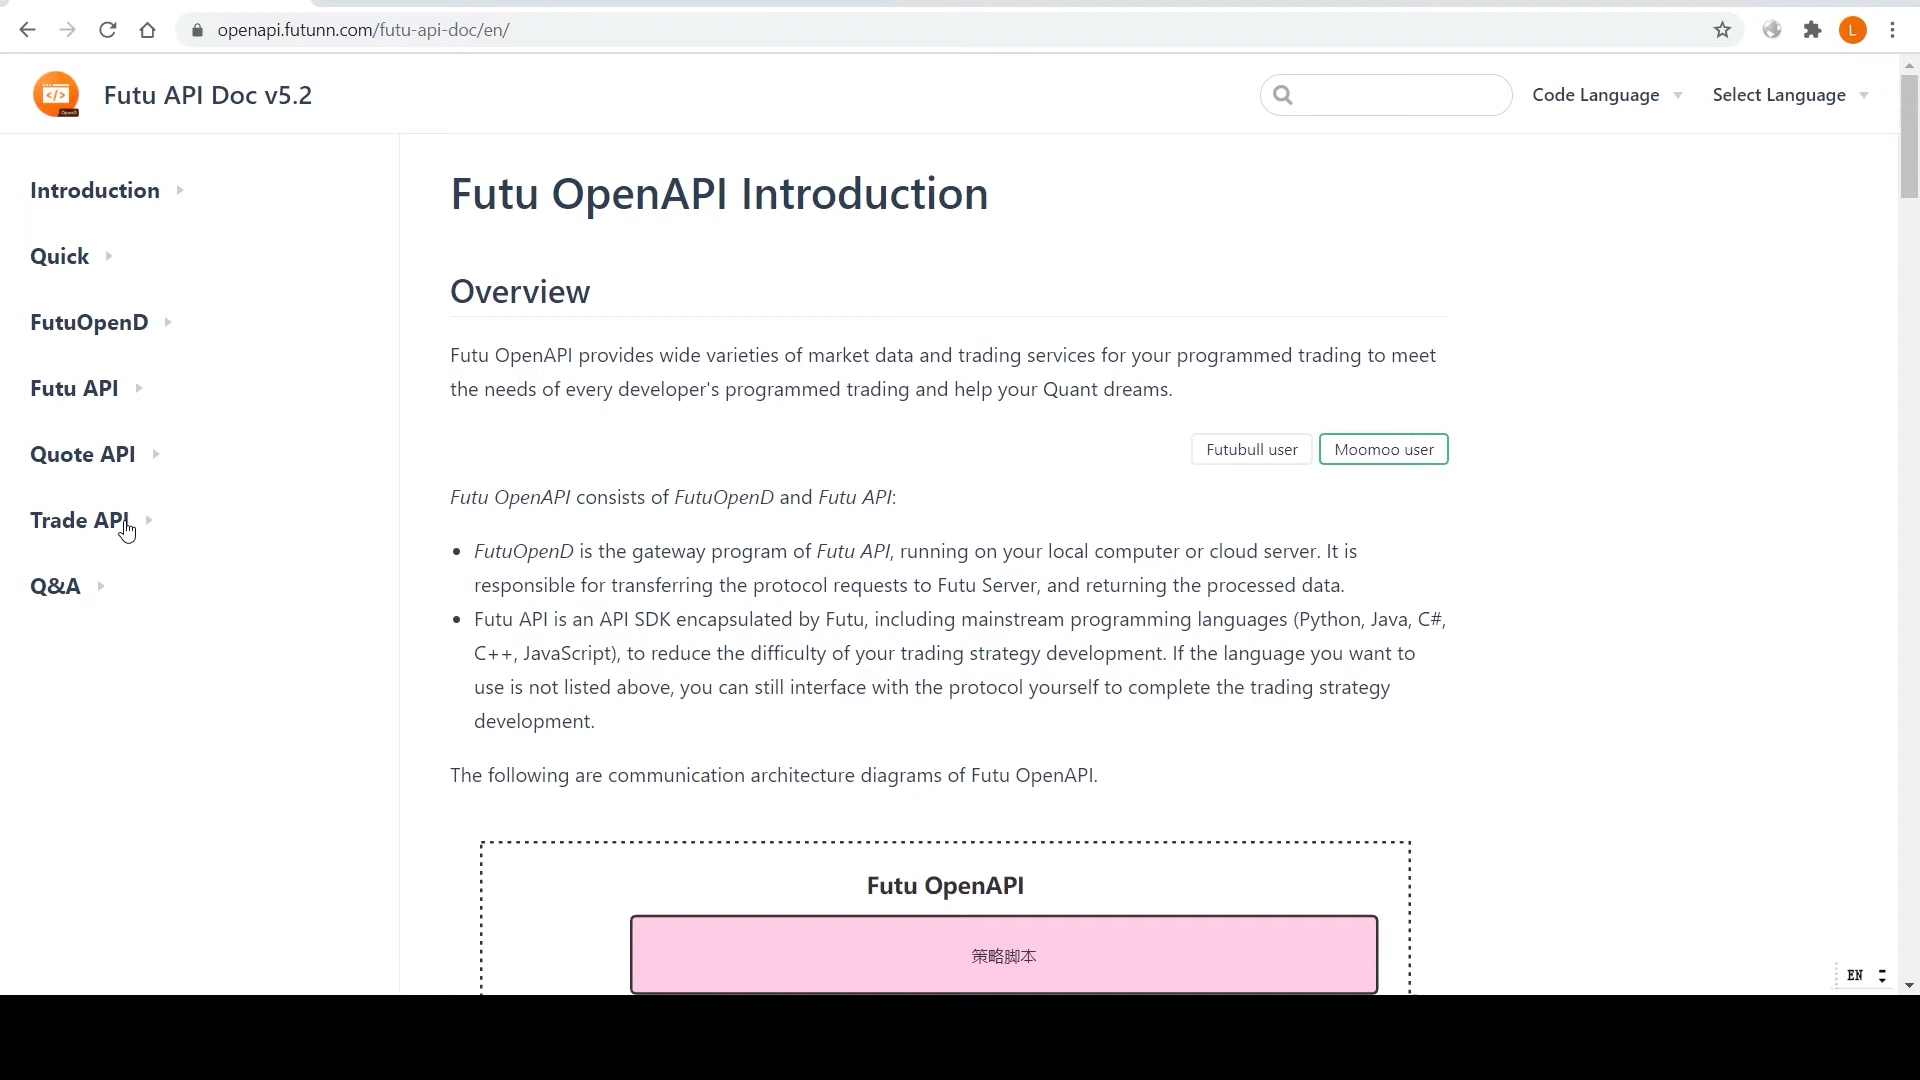 openapi.futunn.com/futu-api-doc/en/
L
Futu API Doc v5.2
Code Language
Select Language
Introduction
Quick
FutuOpenD
Futu API
Quote API
Trade API
Q&A
Futu OpenAPI Introduction
Overview
Futu OpenAPI provides wide varieties of market data and trading services for your programmed trading to meet
the needs of every developer's programmed trading and help your Quant dreams.
Futubull user
Moomoo user
Futu OpenAPI consists of FutuOpenD and Futu API:
• FutuOpenD is the gateway program of Futu API, running on your local computer or cloud server. It is
responsible for transferring the protocol requests to Futu Server, and returning the processed data.
• Futu API is an API SDK encapsulated by Futu, including mainstream programming languages (Python, Java, C#,
C++, JavaScript), to reduce the difficulty of your trading strategy development. If the language you want to
use is not listed above, you can still interface with the protocol yourself to complete the trading strategy
development.
The following are communication architecture diagrams of Futu OpenAPI.
Futu OpenAPI
策略脚本
EN